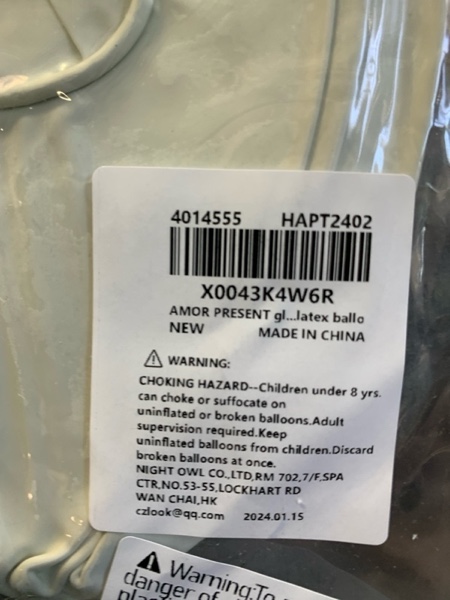 4014555 HAPT2402
X0043K4W6R
AMOR PRESENT gl...latex ballo
NEW MADE IN CHINA
WARNING:
CHOKING HAZARD--Children under 8 yrs.
can choke or suffocate on
uninflated or broken balloons.Adult
supervision required.Keep
uninflated balloons from children.Discard
broken balloons at once.
NIGHT OWL CO.,LTD,RM 702,7/F,SPA
CTR,NO.53-55,LOCKHART RD
WAN CHAI,HK
czlook@qq.com 2024.01.15
Warning:To
danger of